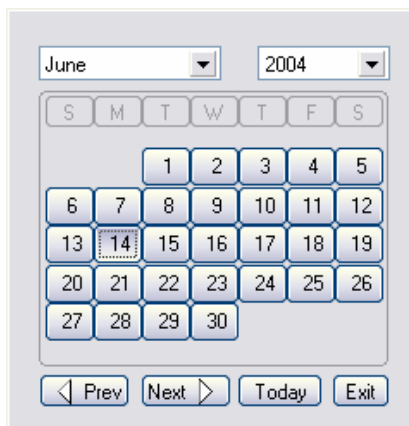 June 2004
S M T W T F S
1 2 3 4 5
6 7 8 9 10 11 12
13 14 15 16 17 18 19
20 21 22 23 24 25 26
27 28 29 30
Prev Next Today Exit